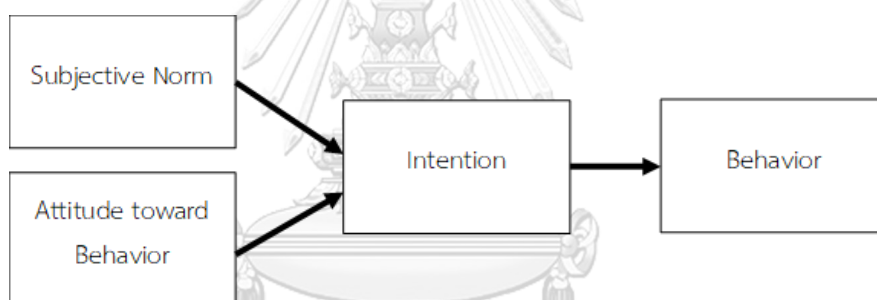 Subjective Norm
Attitude toward
Behavior
Intention
Behavior